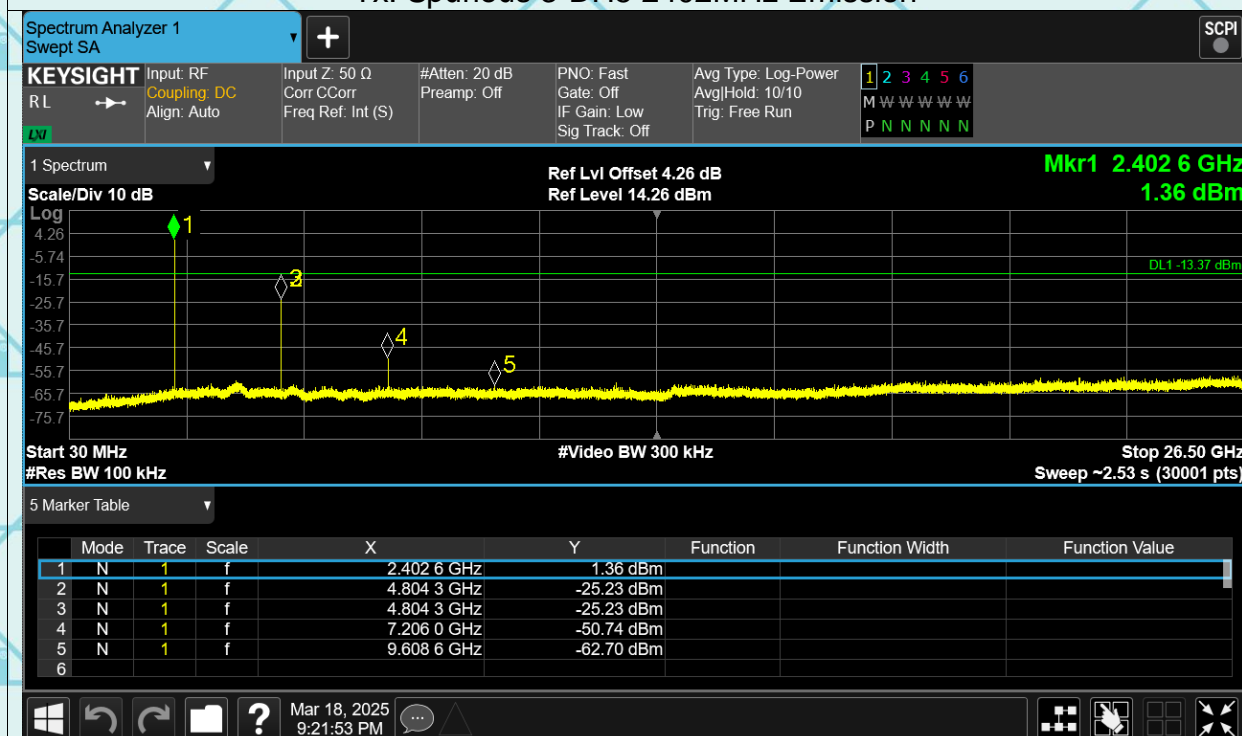 Spectrum Analyzer 1
Swept SA
+
SCPI
KEYSIGHT
RL
LXI
Input: RF
Coupling: DC
Align: Auto
Input Z: 50 Ω
Corr CCorr
Freq Ref: Int (S)
#Atten: 20 dB
Preamp: Off
PNO: Fast
Gate: Off
IF Gain: Low
Sig Track: Off
Avg Type: Log-Power
Avg|Hold: 10/10
Trig: Free Run
1 2 3 4 5 6
M W W W W W W
P N N N N N N
1 Spectrum
Scale/Div 10 dB
Ref Lvl Offset 4.26 dB
Ref Level 14.26 dBm
Mkr1 2.402 6 GHz
1.36 dBm
Log
4.26
-5.74
-15.7
-25.7
-35.7
-45.7
-55.7
-65.7
-75.7
1
3
4
5
DL1 -13.37 dBm
Start 30 MHz
#Video BW 300 kHz
Stop 26.50 GHz
#Res BW 100 kHz
Sweep ~2.53 s (30001 pts)
5 Marker Table
Mode Trace Scale X Y Function Function Width Function Value
1 N 1 f 2.402 6 GHz 1.36 dBm
2 N 1 f 4.804 3 GHz -25.23 dBm
3 N 1 f 4.804 3 GHz -25.23 dBm
4 N 1 f 7.206 0 GHz -50.74 dBm
5 N 1 f 9.608 6 GHz -62.70 dBm
6
?
Mar 18, 2025
9:21:53 PM